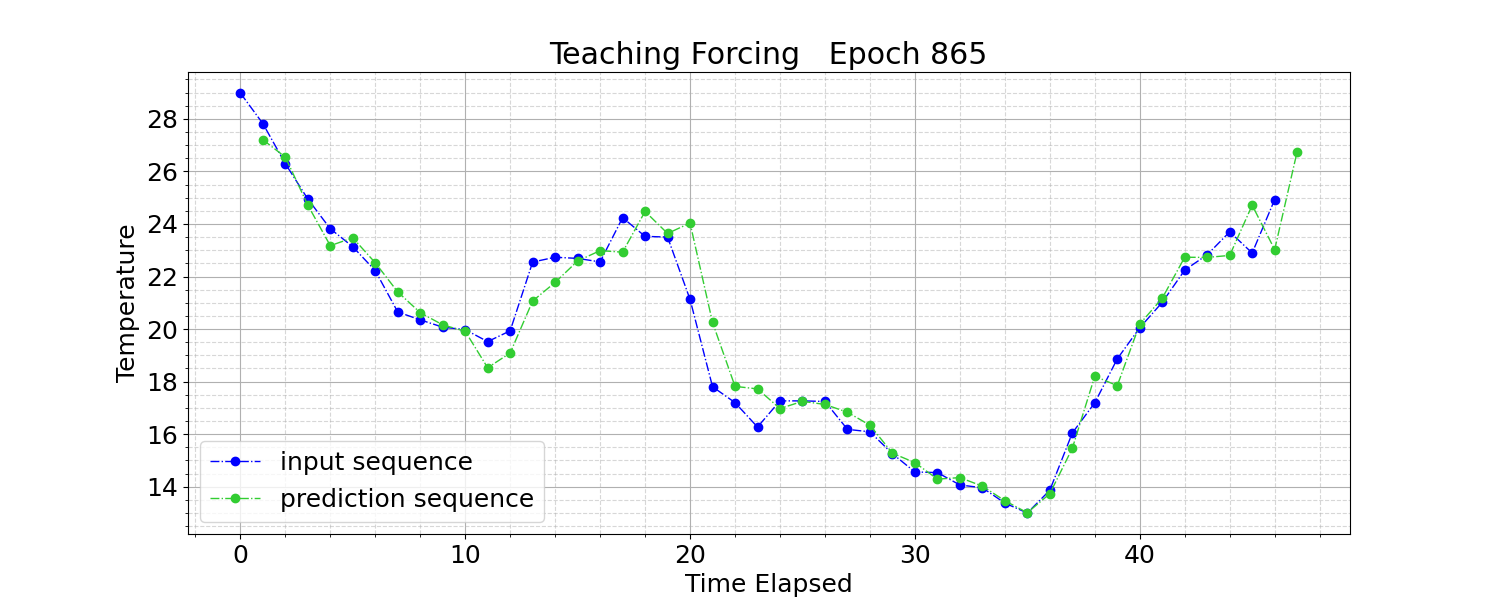 Teaching Forcing   Epoch 865
Temperature
28
26
24
22
20
18
16
14
input sequence
prediction sequence
0 10 20 30 40
Time Elapsed